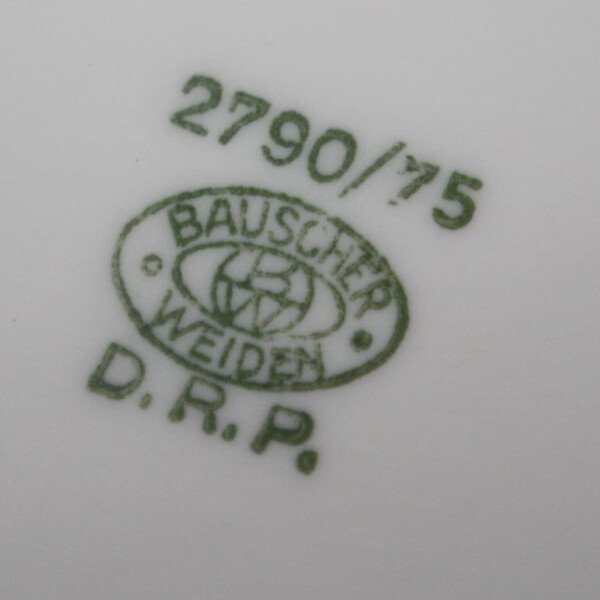 2790/75
BAUSCHER
BW
WEIDEN
D.R.P.